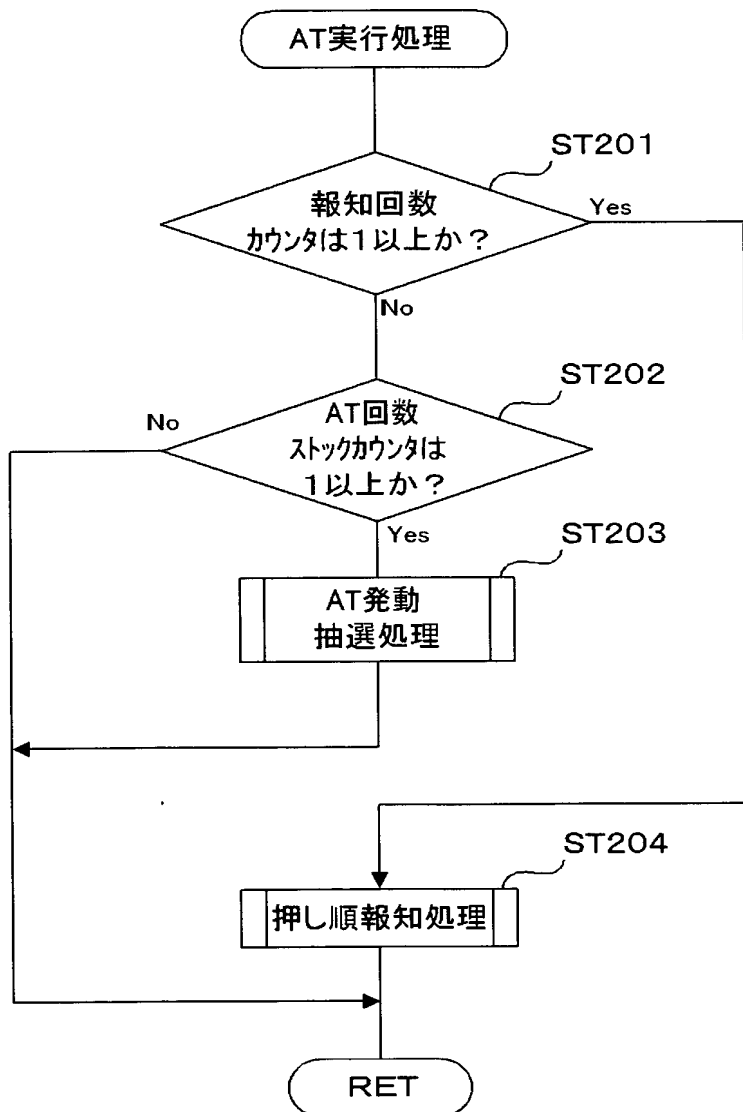 AT実行処理
ST201
報知回数
カウンタは1以上か?
Yes
No
ST202
No
AT回数
ストックカウンタは
1以上か?
Yes
ST203
AT発動
抽選処理
ST204
押し順報知処理
RET